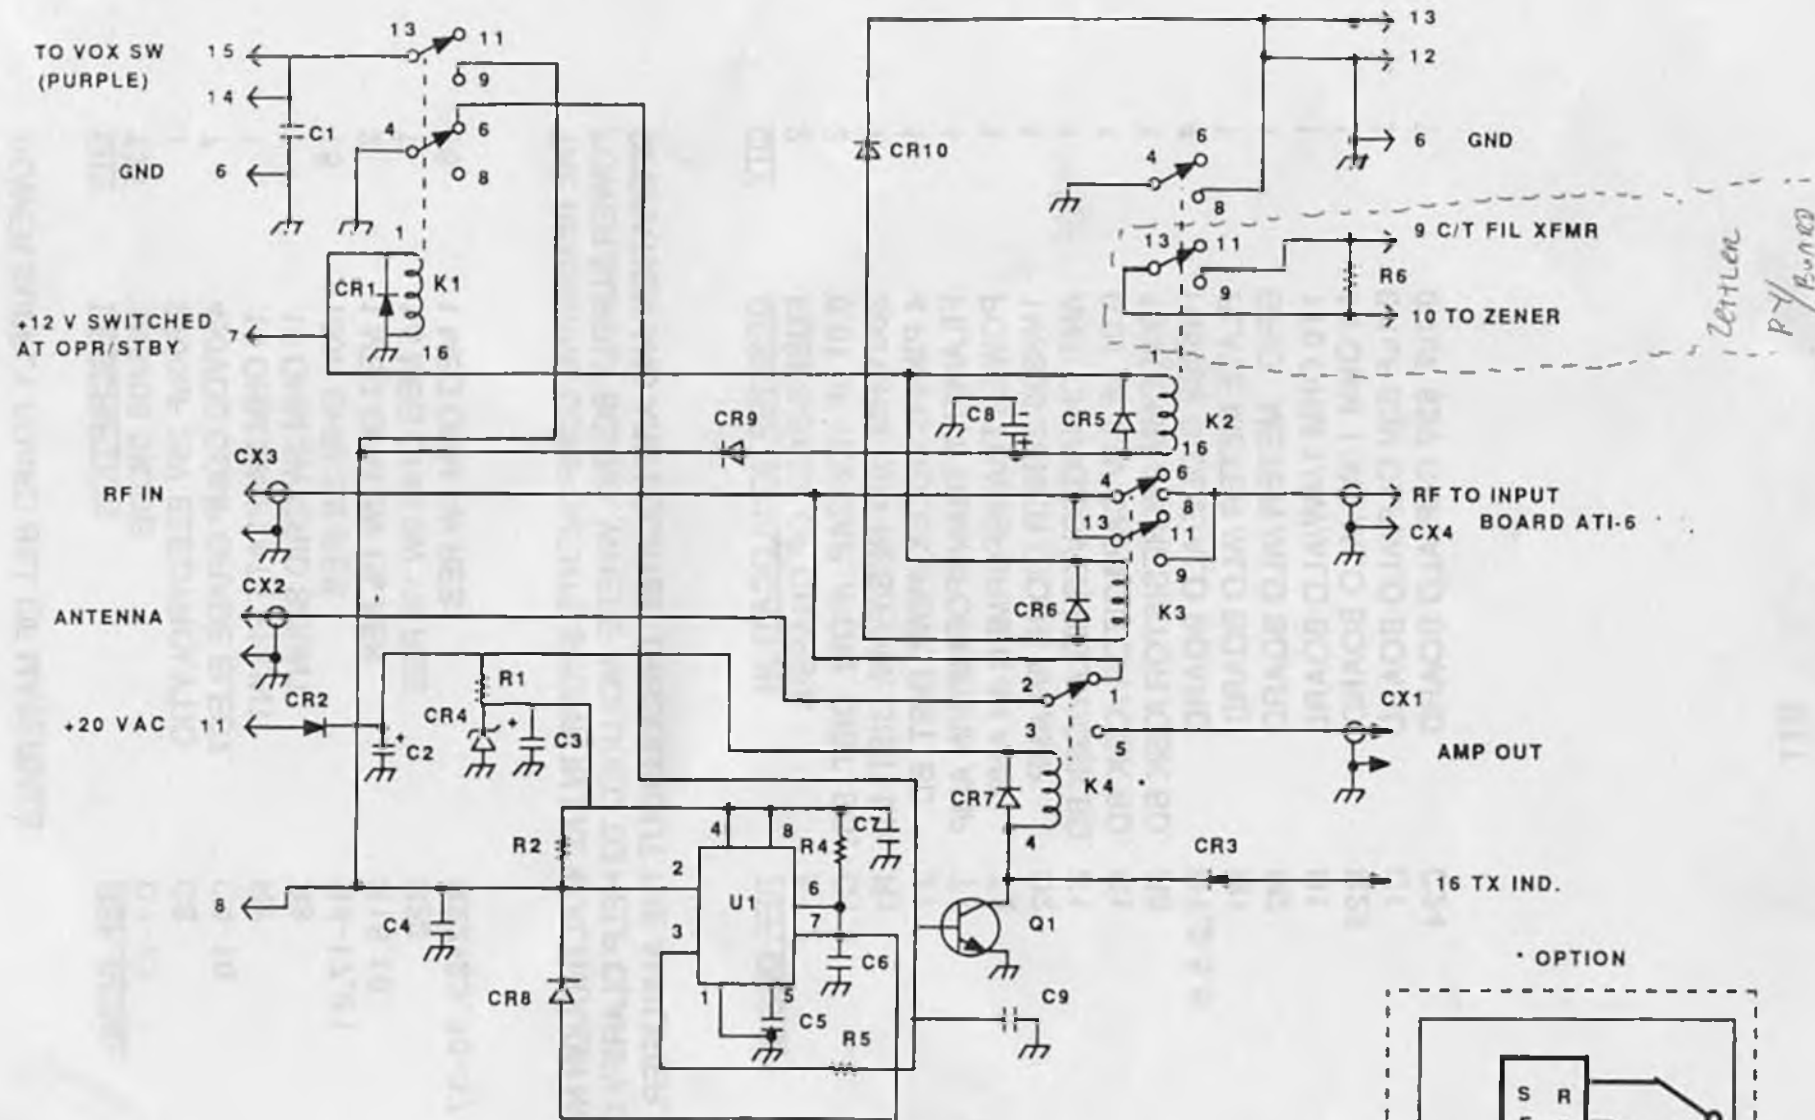 TO VOX SW
(PURPLE)
15
14
GND
6
C1
13
11
9
4
6
8
1
CR1
K1
16
+12 V SWITCHED
AT OPR/STBY
7
CR10
13
12
6 GND
6
4
8
13
11
9
1
9 C/T FIL XFMR
R6
10 TO ZENER
Zettler
CR9
C8
-
+
CR5
K2
16
CX3
RF IN
4
6
8
13
11
9
RF TO INPUT
BOARD ATI-6
CX4
CR6
K3
CX2
ANTENNA
2
1
3
5
CX1
AMP OUT
+20 VAC 11
CR2
+
C2
R1
CR4
+
C3
CR7
K4
4
CR3
16 TX IND.
R2
4
8
R4
C7
2
U1
6
7
3
1
5
C5
C6
R5
8
C4
CR8
Q1
C9
* OPTION
S R